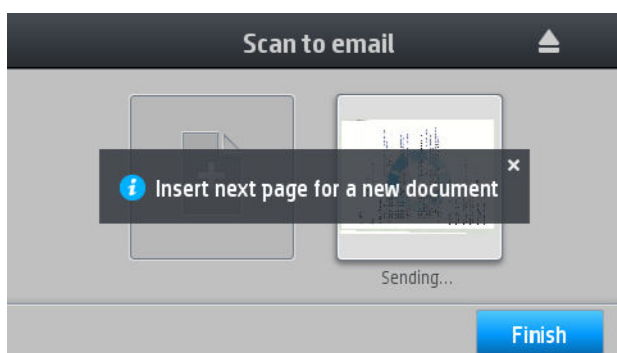 Scan to email
Insert next page for a new document
Sending...
Finish